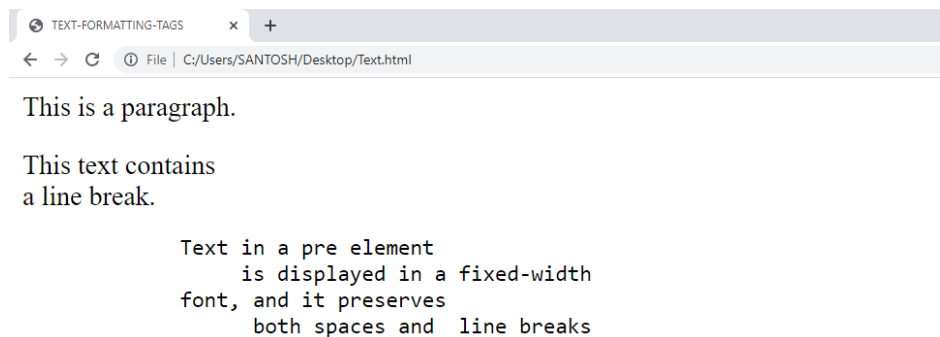 TEXT-FORMATTING-TAGS
File | C:/Users/SANTOSH/Desktop/Text.html
This is a paragraph.
This text contains
a line break.
Text in a pre element
     is displayed in a fixed-width
font, and it preserves
      both spaces and  line breaks